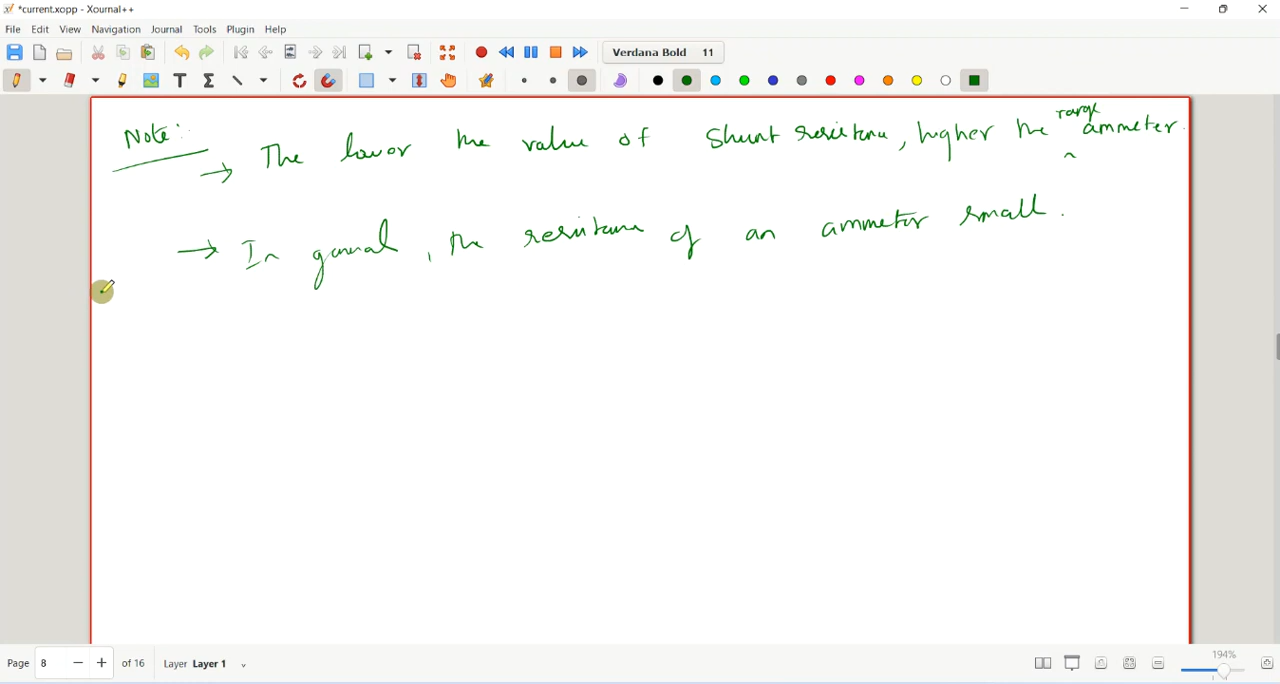 *current.xopp - Xournal++
File Edit View Navigation Journal Tools Plugin Help
Verdana Bold 11
Note:
range
→ The lower the value of Shunt resistance, higher the ^ ammeter.
→ In general, the resistance of an ammeter small.
Page 8 of 16 Layer Layer 1
194%